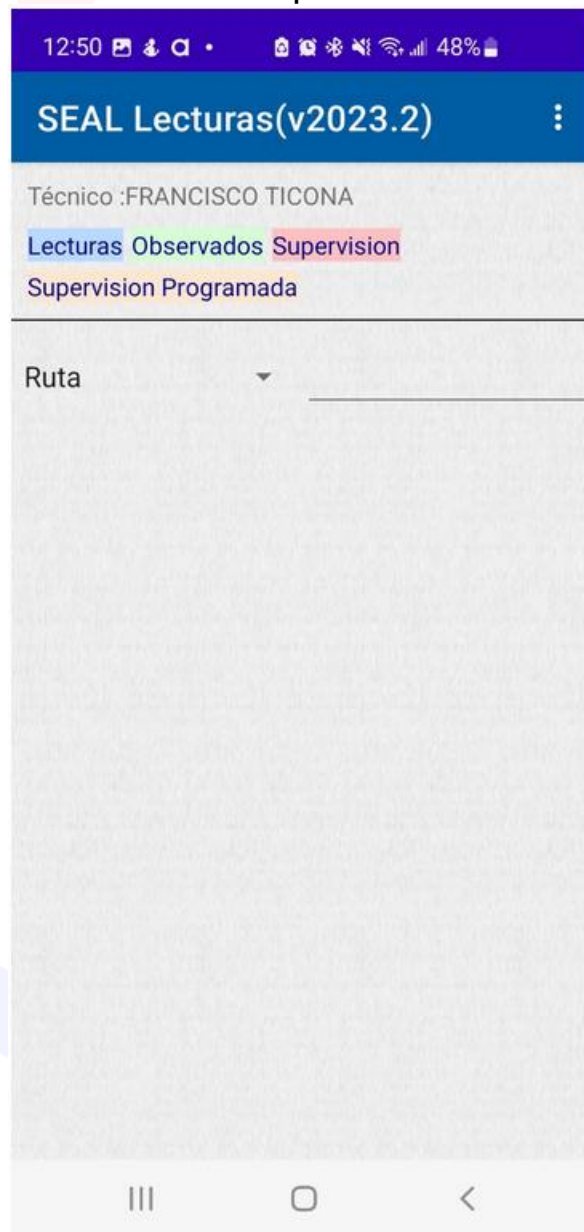 12:50 48%
SEAL Lecturas(v2023.2)
Técnico :FRANCISCO TICONA
Lecturas Observados Supervision
Supervision Programada
Ruta